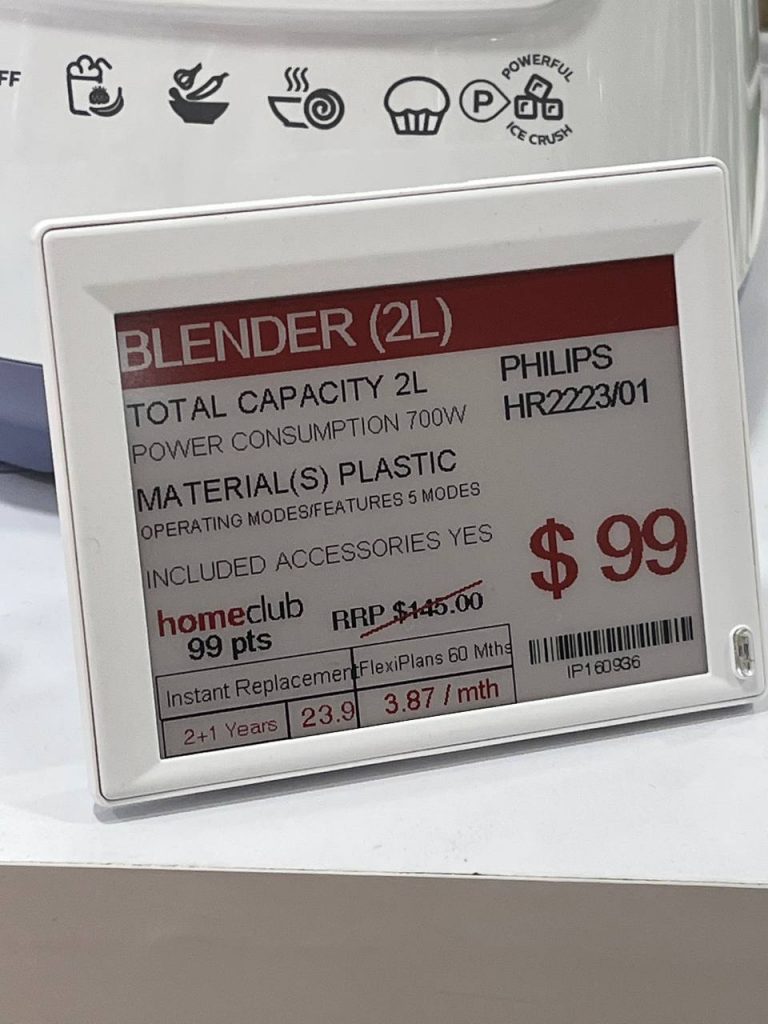 FF
P
POWERFUL
ICE CRUSH
BLENDER (2L)
TOTAL CAPACITY 2L
POWER CONSUMPTION 700W
PHILIPS
HR2223/01
MATERIAL(S) PLASTIC
OPERATING MODES/FEATURES 5 MODES
INCLUDED ACCESSORIES YES
$ 99
homeclub
99 pts
RRP $145.00
Instant Replacement
FlexiPlans 60 Mths
2+1 Years
23.9
3.87 / mth
IP160936